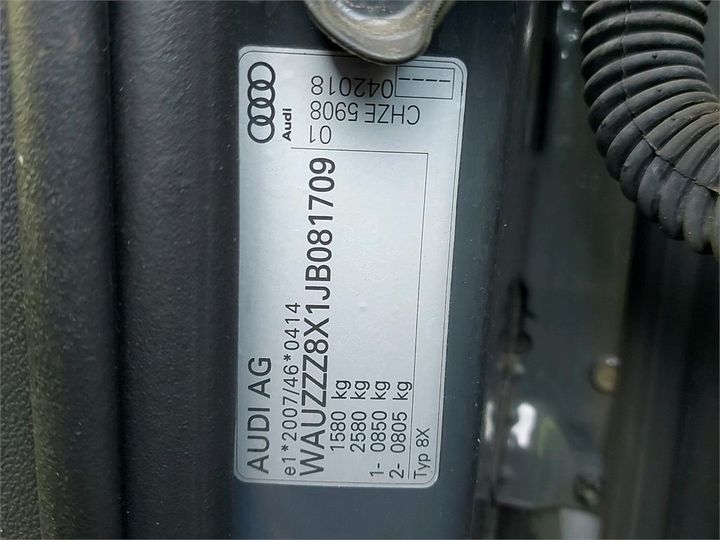 AUDI AG
Audi
e1*2007/46*0414
WAUZZZ8X1JB081709
1580 kg
2580 kg
1- 0850 kg
2- 0805 kg
Typ 8X
01
CHZE 5908
042018
----